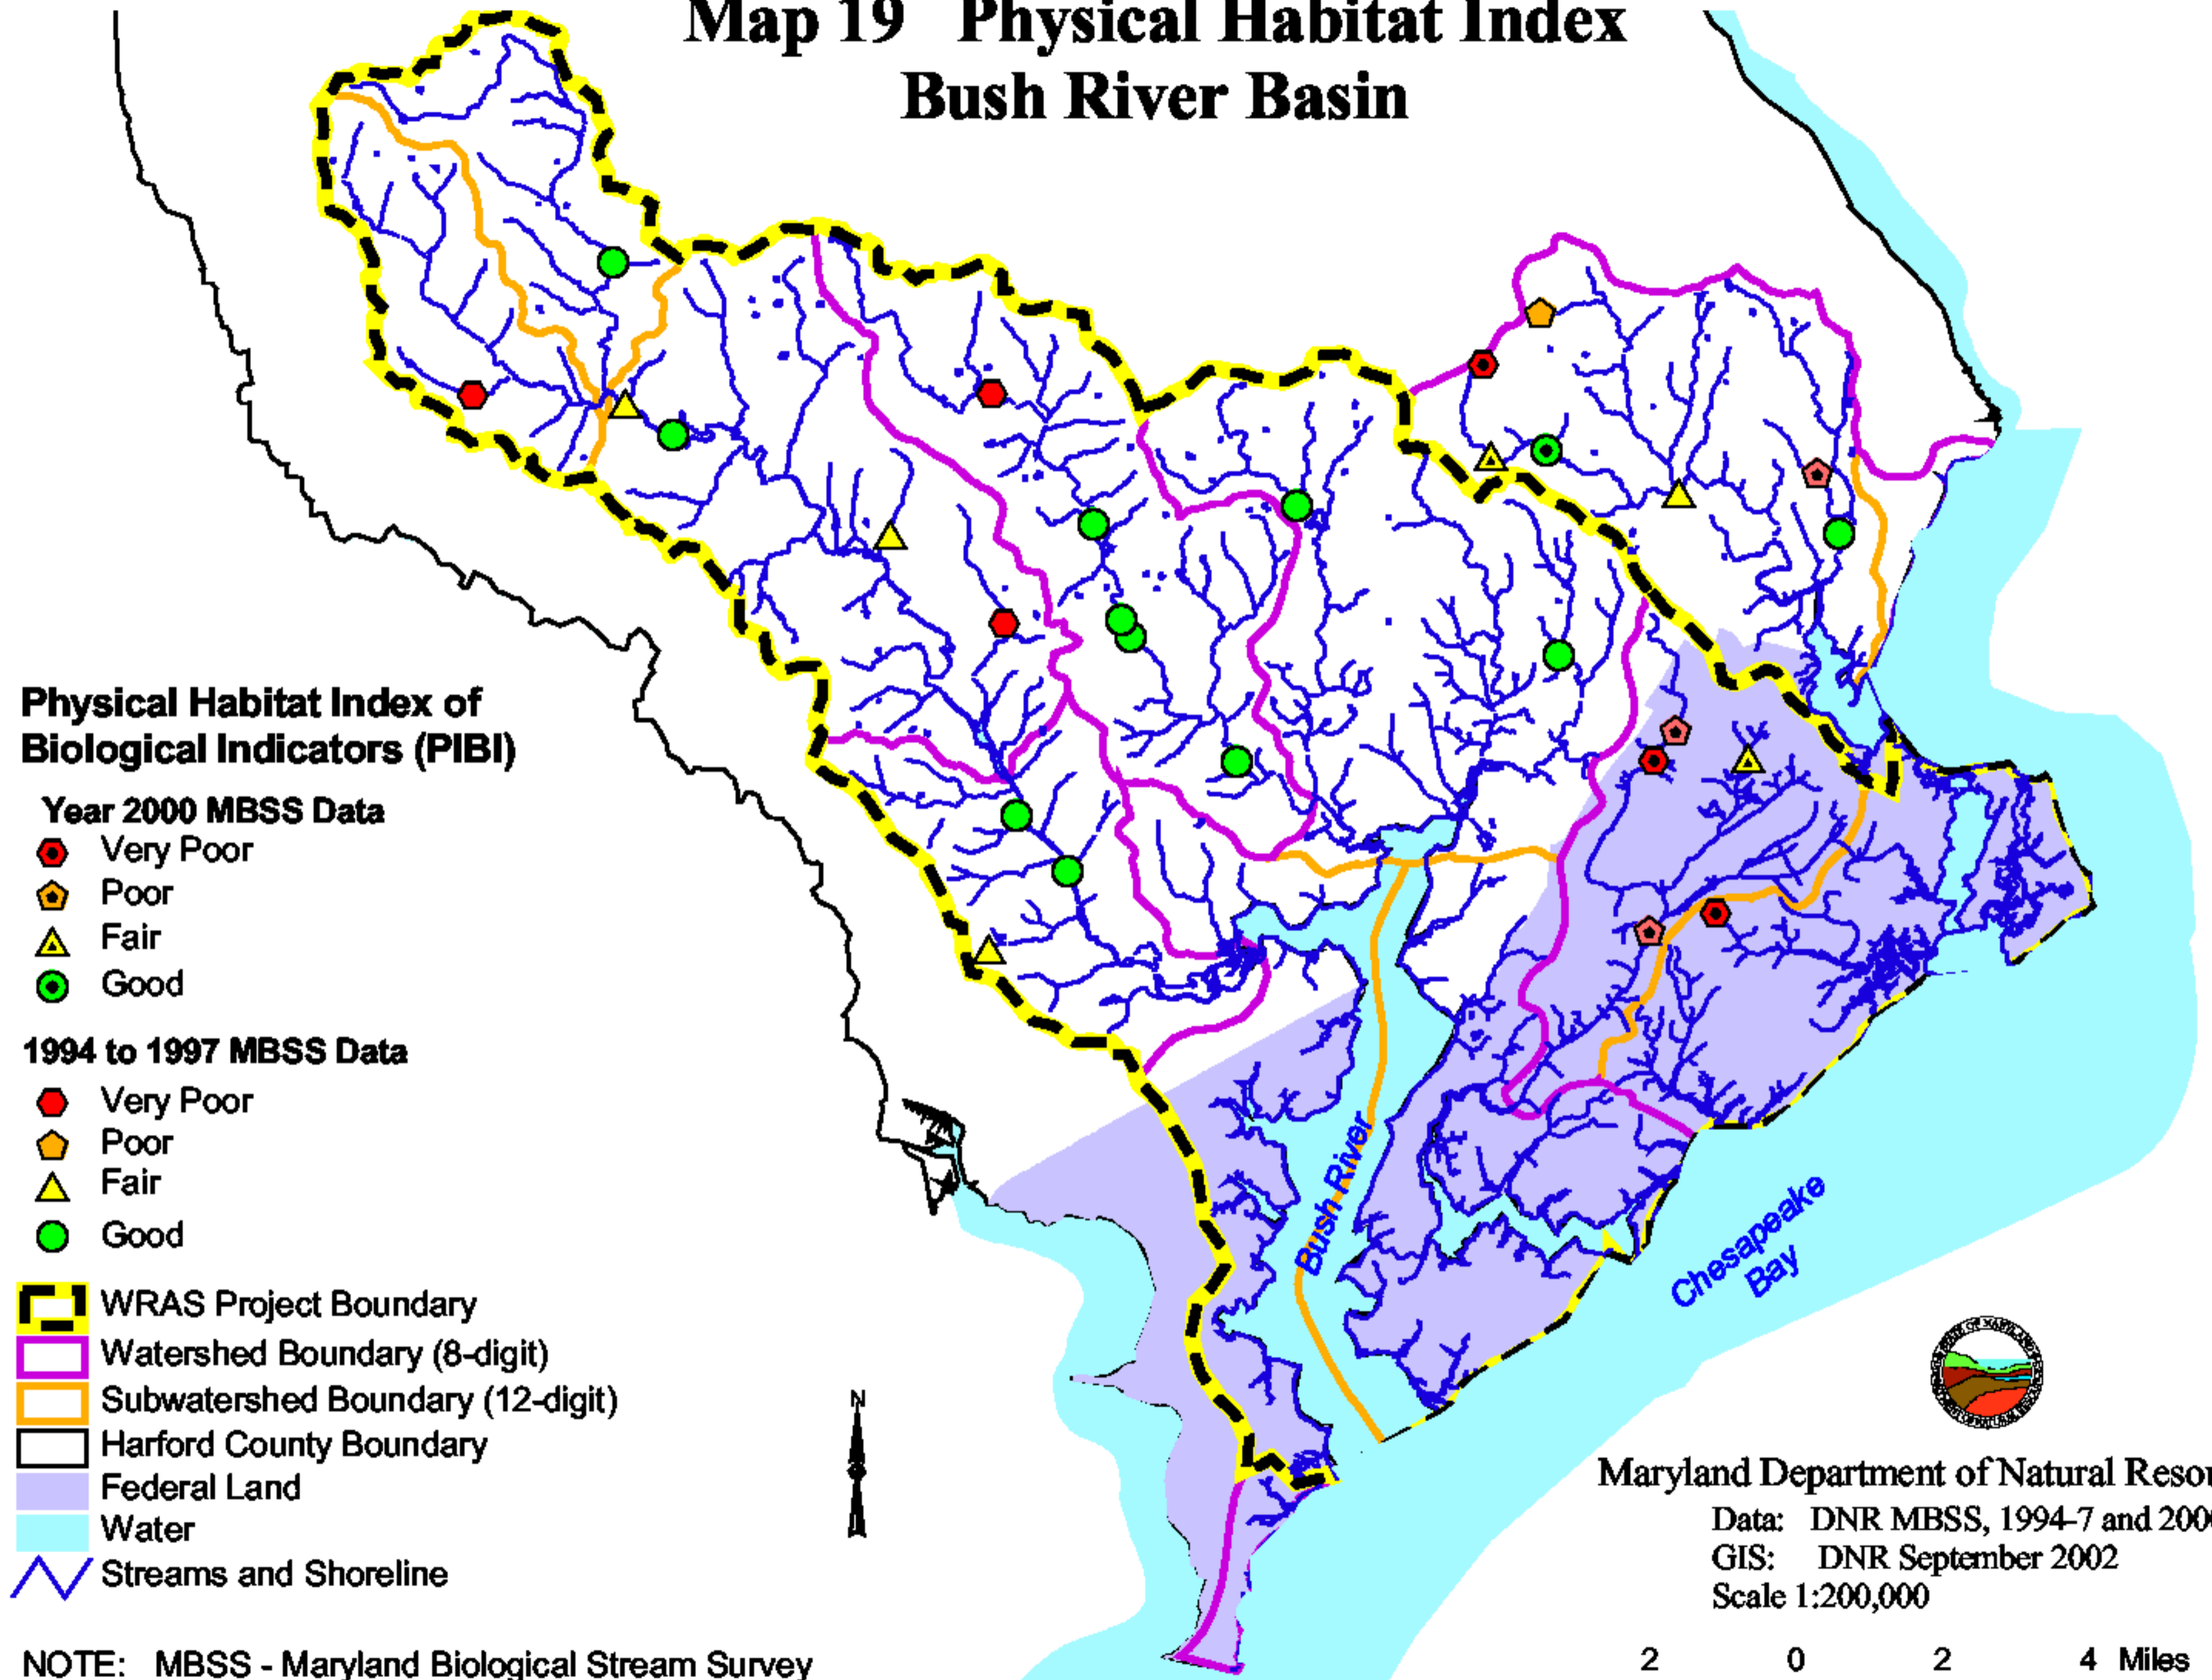 Map 19 Physical Habitat Index
Bush River Basin
Physical Habitat Index of
Biological Indicators (PIBI)
Year 2000 MBSS Data
Very Poor
Poor
Fair
Good
1994 to 1997 MBSS Data
Very Poor
Poor
Fair
Good
WRAS Project Boundary
Watershed Boundary (8-digit)
Subwatershed Boundary (12-digit)
Harford County Boundary
Federal Land
Water
Streams and Shoreline
NOTE: MBSS - Maryland Biological Stream Survey
N
Bush River
Chesapeake
Bay
Maryland Department of Natural Resou
Data: DNR MBSS, 1994-7 and 200
GIS: DNR September 2002
Scale 1:200,000
2 0 2 4 Miles